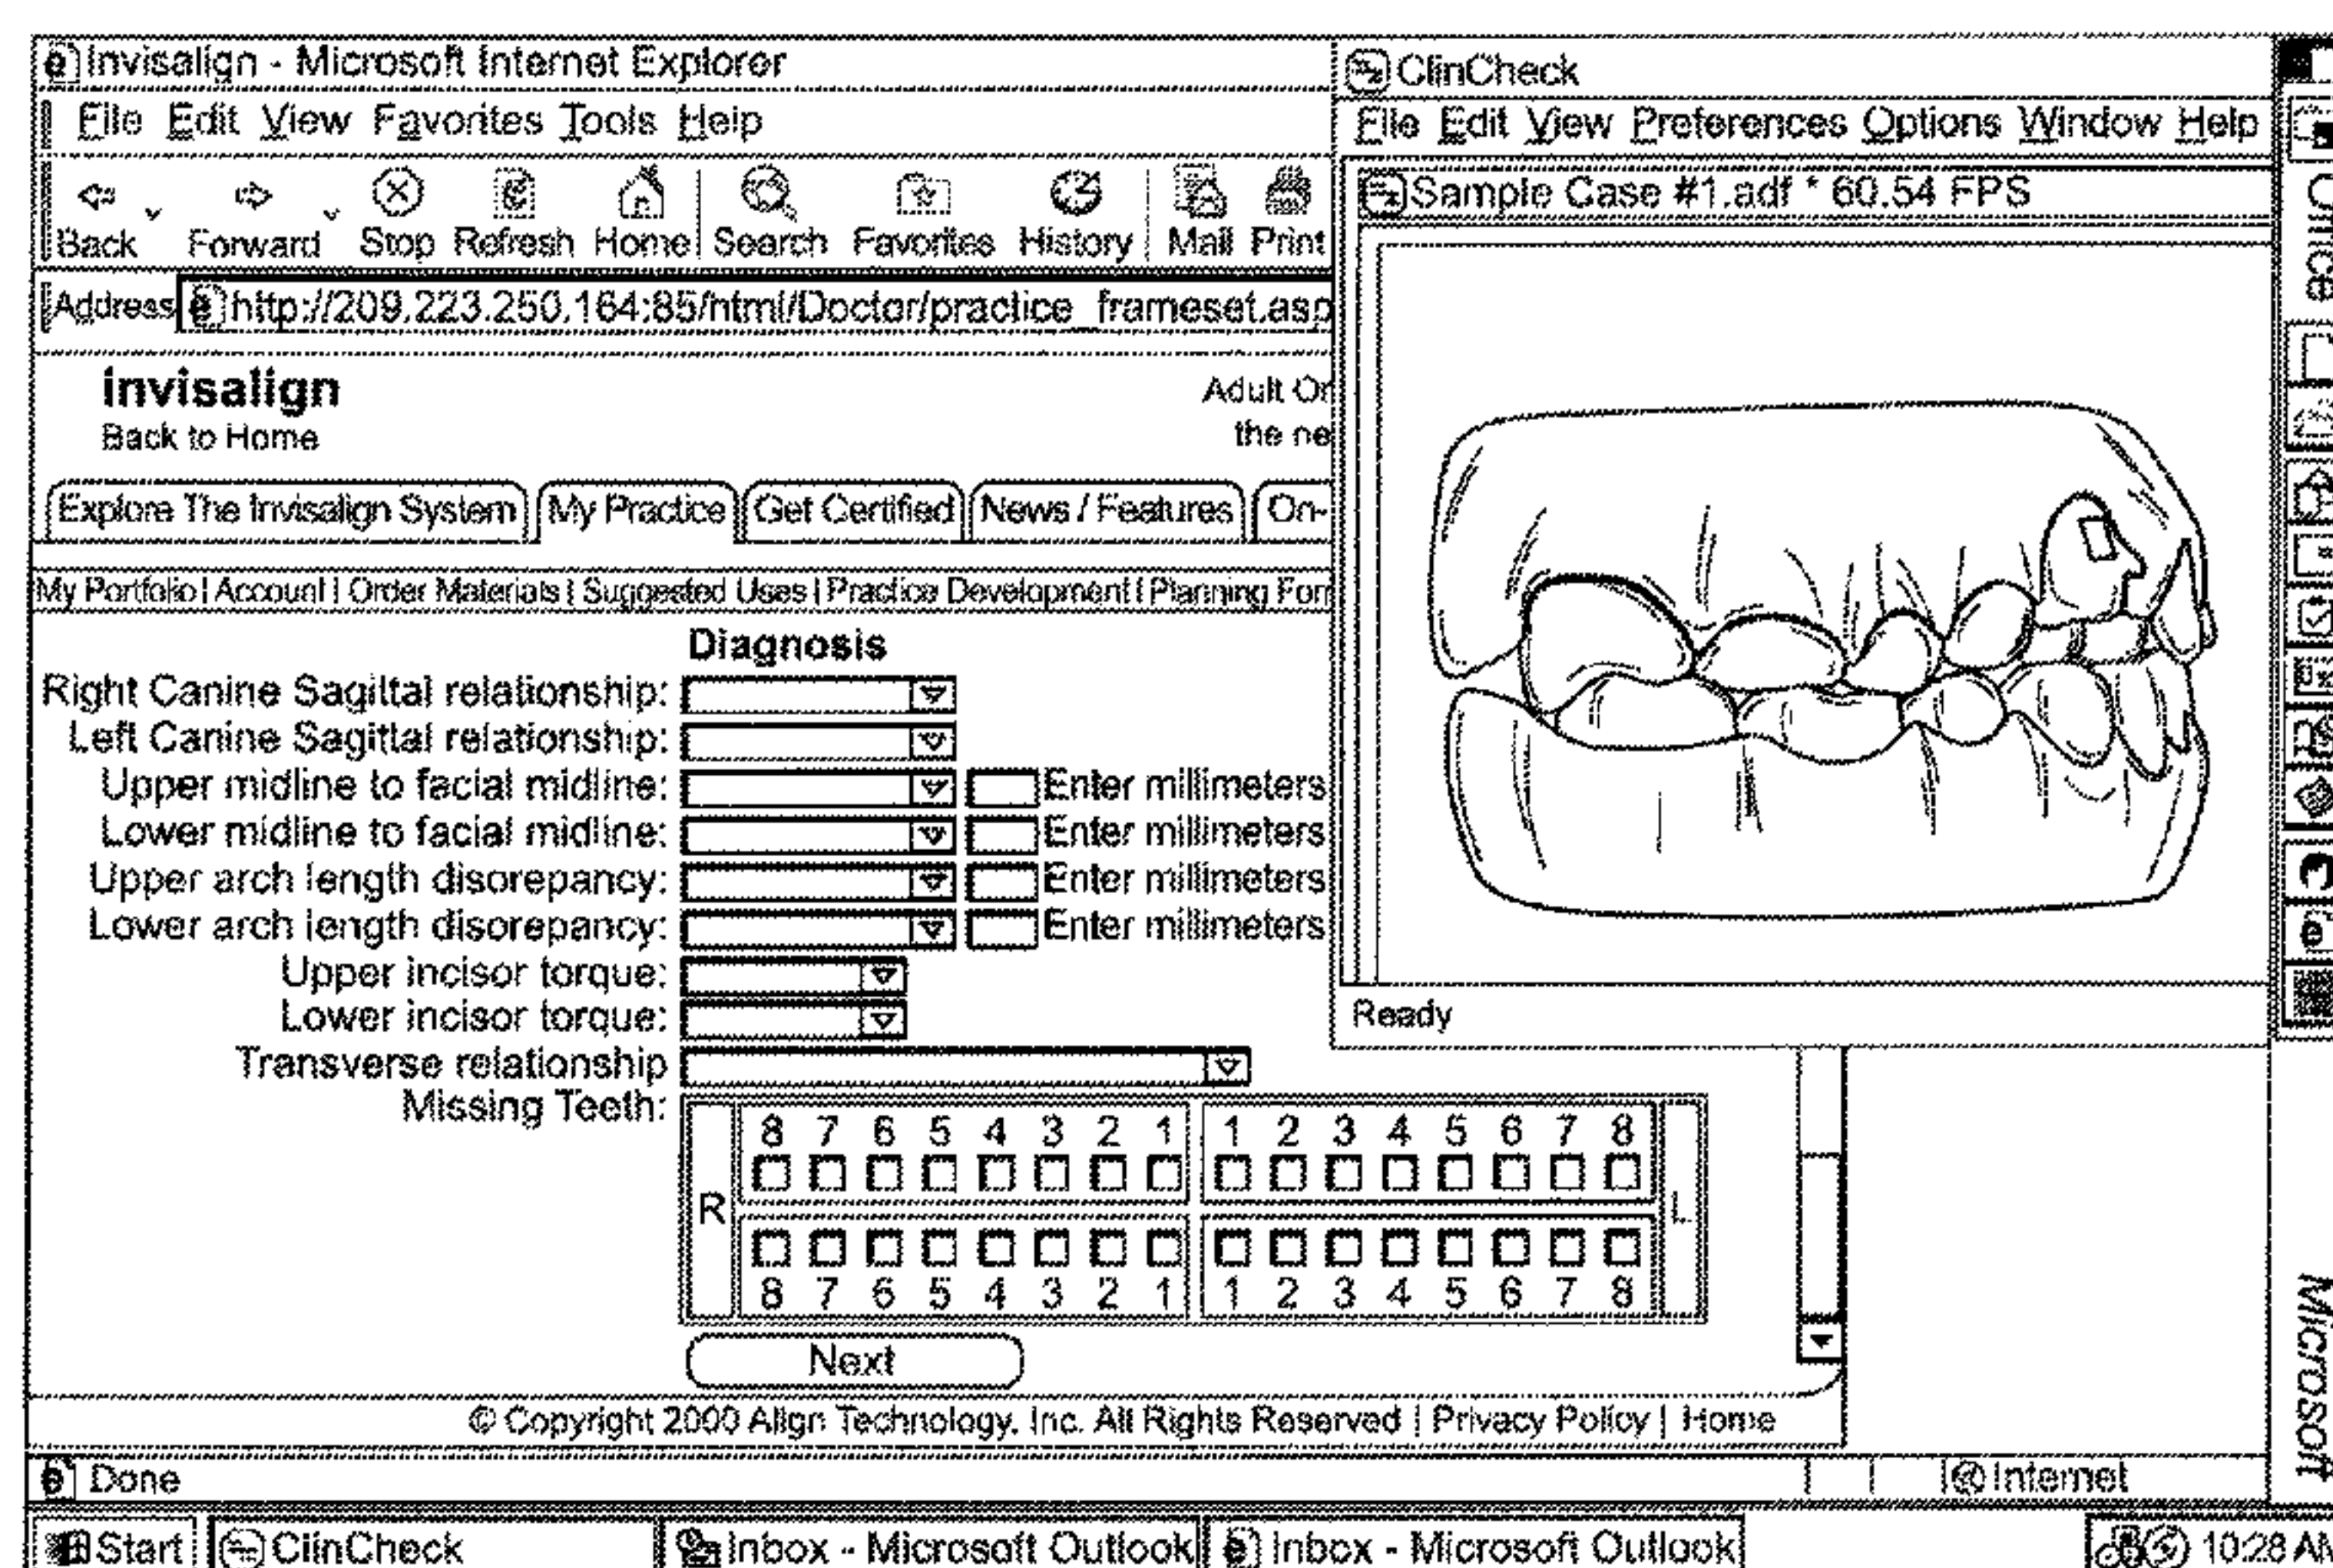 Invisalign - Microsoft Internet Explorer
File Edit View Favorites Tools Help
Back Forward Stop Refresh Home Search Favorites History Mail Print
Address http://209.223.250.164:85/html/Doctor/practice_frameset.asp
invisalign
Back to Home
Adult Or
the ne
Explore The Invisalign System My Practice Get Certified News / Features On-
My Portfolio | Account | Order Materials | Suggested Uses | Practice Development | Planning Forn
Diagnosis
Right Canine Sagittal relationship:
Left Canine Sagittal relationship:
Upper midline to facial midline: Enter millimeters
Lower midline to facial midline: Enter millimeters
Upper arch length disorepancy: Enter millimeters
Lower arch length disorepancy: Enter millimeters
Upper incisor torque:
Lower incisor torque:
Transverse relationship
Missing Teeth:
8 7 6 5 4 3 2 1 1 2 3 4 5 6 7 8
R L
8 7 6 5 4 3 2 1 1 2 3 4 5 6 7 8
Next
© Copyright 2000 Align Technology, Inc. All Rights Reserved | Privacy Policy | Home
Done
Internet
ClinCheck
File Edit View Preferences Options Window Help
Sample Case #1.adf * 60.54 FPS
Ready
Office
Microsoft
Start ClinCheck Inbox - Microsoft Outlook Inbox - Microsoft Outlook 10:28 AM